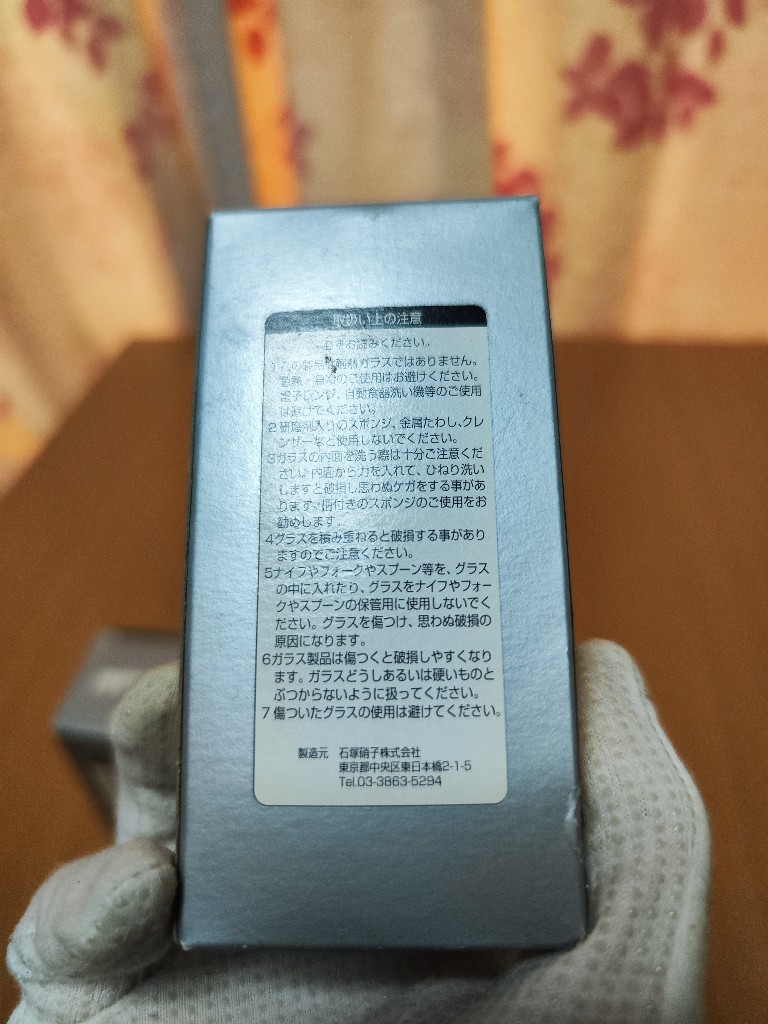 取扱い上の注意
必ずお読みください。
1この製品は耐熱ガラスではありません。
急熱・急冷のご使用はお避けください。
電子レンジ、自動食器洗い機等のご使用
は避けてください。
2研磨剤入りのスポンジ、金属たわし、クレ
ンザーなど使用しないでください。
3ガラスの内面を洗う際は十分ご注意くだ
さい。内面から力を入れて、ひねり洗い
しますと破損し思わぬケガをする事があ
ります。柄付きのスポンジのご使用をお
勧めします。
4グラスを積み重ねると破損する事があり
ますのでご注意ください。
5ナイフやフォークやスプーン等を、グラス
の中に入れたり、グラスをナイフやフォー
クやスプーンの保管用に使用しないでく
ださい。グラスを傷つけ、思わぬ破損の
原因になります。
6ガラス製品は傷つくと破損しやすくなり
ます。ガラスどうしあるいは硬いものと
ぶつからないように扱ってください。
7傷ついたグラスの使用は避けてください。
製造元 石塚硝子株式会社
東京都中央区東日本橋2-1-5
Tel.03-3863-5294